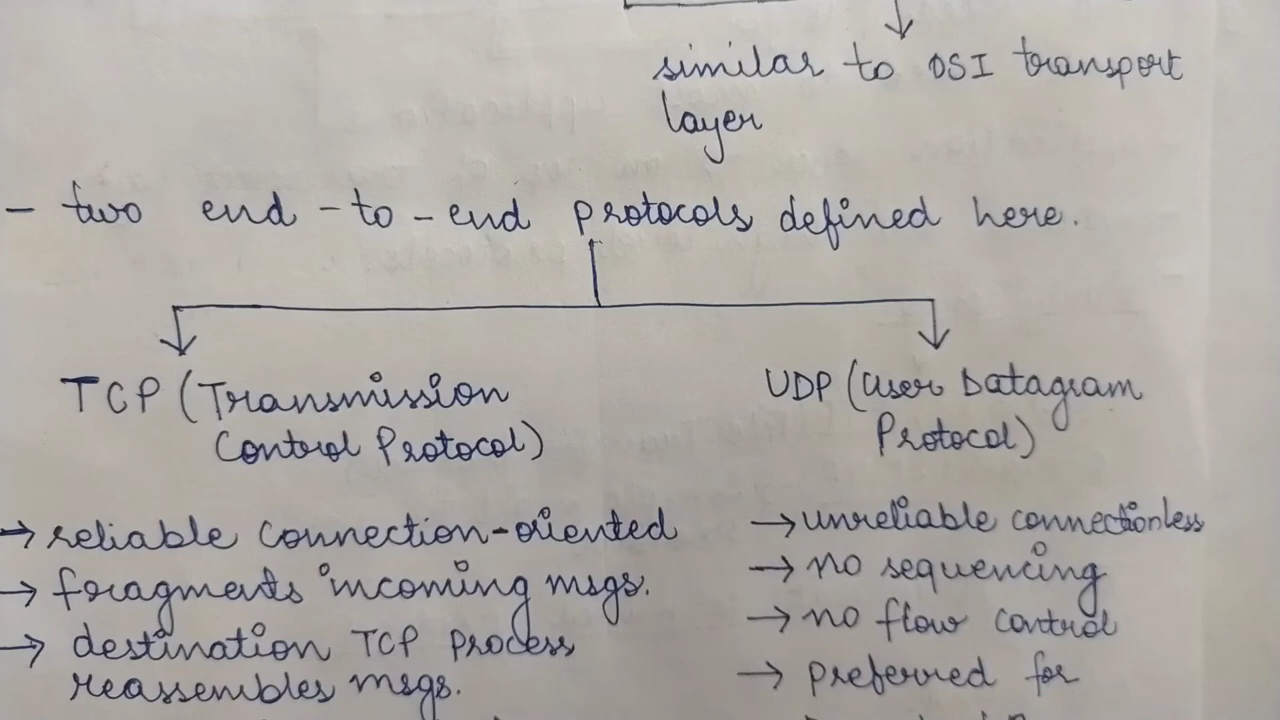 similar to OSI transport
layer
- two end-to-end protocols defined here.
TCP (Transmission
Control Protocol)
→ reliable connection-oriented
→ fragments incoming msgs.
→ destination TCP process
reassembles msgs.
UDP (User Datagram
Protocol)
→ unreliable connectionless
→ no sequencing
→ no flow control
→ preferred for